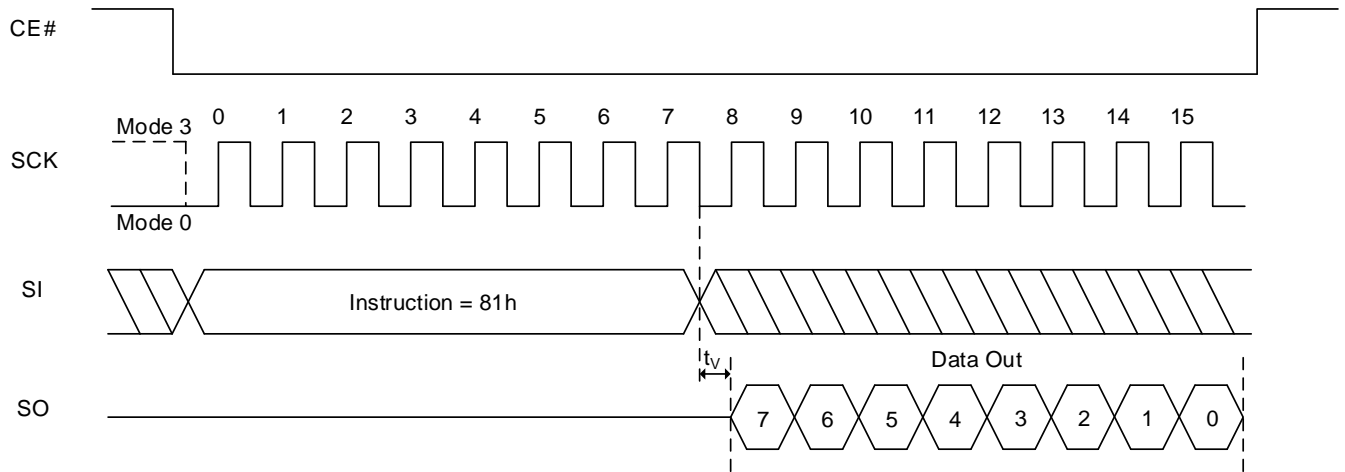 CE#
Mode 3 0 1 2 3 4 5 6 7 8 9 10 11 12 13 14 15
SCK
Mode 0
SI Instruction = 81h
tV Data Out
SO 7 6 5 4 3 2 1 0